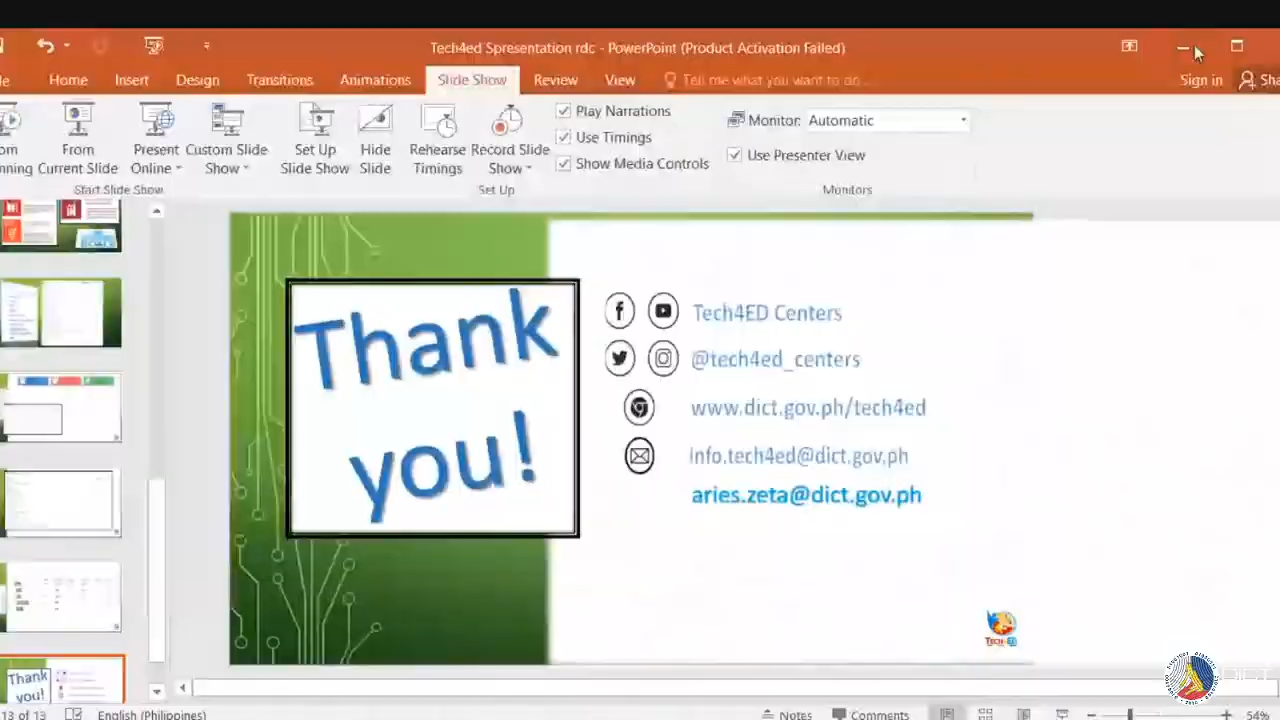 Tech4ed Spresentation rdc - PowerPoint (Product Activation Failed)
Home Insert Design Transitions Animations Slide Show Review View Tell me what you want to do... Sign in
From Current Slide
Present Online
Custom Slide Show
Set Up Slide Show
Hide Slide
Rehearse Timings
Record Slide Show
Play Narrations
Use Timings
Show Media Controls
Monitor: Automatic
Use Presenter View
Start Slide Show
Set Up
Monitors
Thank
you!
Tech4ED Centers
@tech4ed_centers
www.dict.gov.ph/tech4ed
info.tech4ed@dict.gov.ph
aries.zeta@dict.gov.ph
TECH4ED
Thank
you!
DICT
13 of 13 English (Philippines) Notes Comments 54%